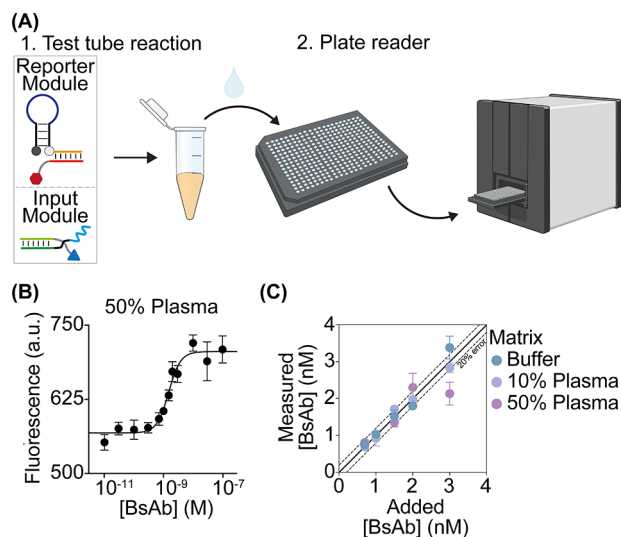 (A)
1. Test tube reaction
2. Plate reader
Reporter
Module
Input
Module
(B)
50% Plasma
Fluorescence (a.u.)
750
625
500
10⁻¹¹
10⁻⁹
10⁻⁷
[BsAb] (M)
(C)
Measured
[BsAb] (nM)
4
3
2
1
0
0
1
2
3
4
20% error
Added
[BsAb] (nM)
Matrix
Buffer
10% Plasma
50% Plasma